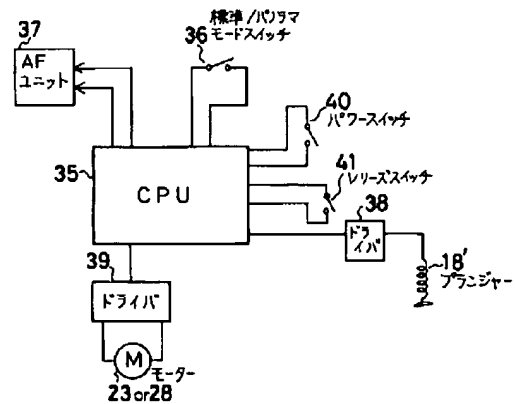 37
AF
ユニット
36
標準/パノラマ
モードスイッチ
40
パワースイッチ
35
CPU
41
レリーズスイッチ
38
ドラ
イバ
18'
プランジャー
39
ドライバ
M
モーター
23or28